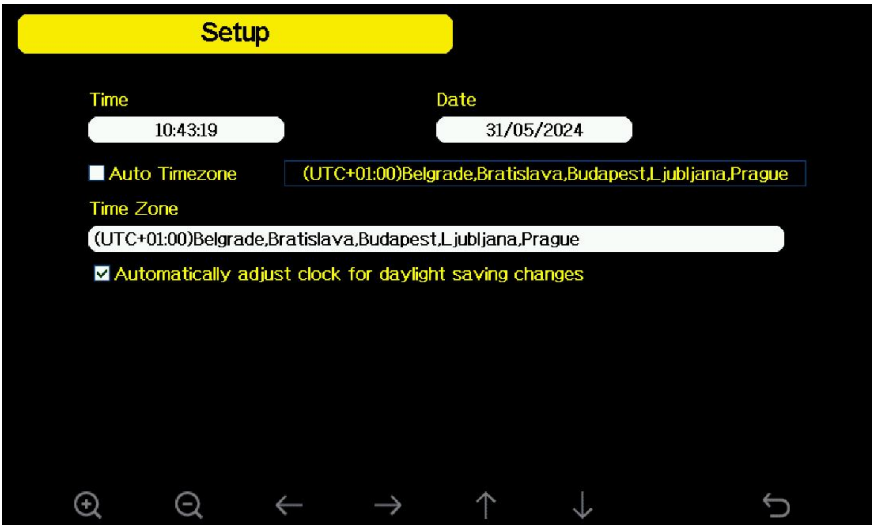 Setup
Time Date
10:43:19 31/05/2024
Auto Timezone (UTC+01:00)Belgrade,Bratislava,Budapest,Ljubljana,Prague
Time Zone
(UTC+01:00)Belgrade,Bratislava,Budapest,Ljubljana,Prague
Automatically adjust clock for daylight saving changes